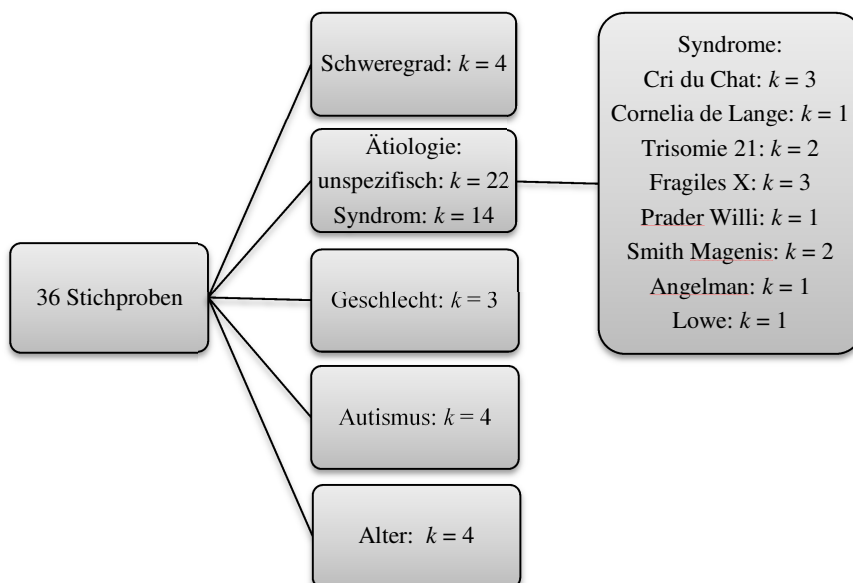 36 Stichproben
Schweregrad: k = 4
Ätiologie:
unspezifisch: k = 22
Syndrom: k = 14
Geschlecht: k = 3
Autismus: k = 4
Alter: k = 4
Syndrome:
Cri du Chat: k = 3
Cornelia de Lange: k = 1
Trisomie 21: k = 2
Fragiles X: k = 3
Prader Willi: k = 1
Smith Magenis: k = 2
Angelman: k = 1
Lowe: k = 1